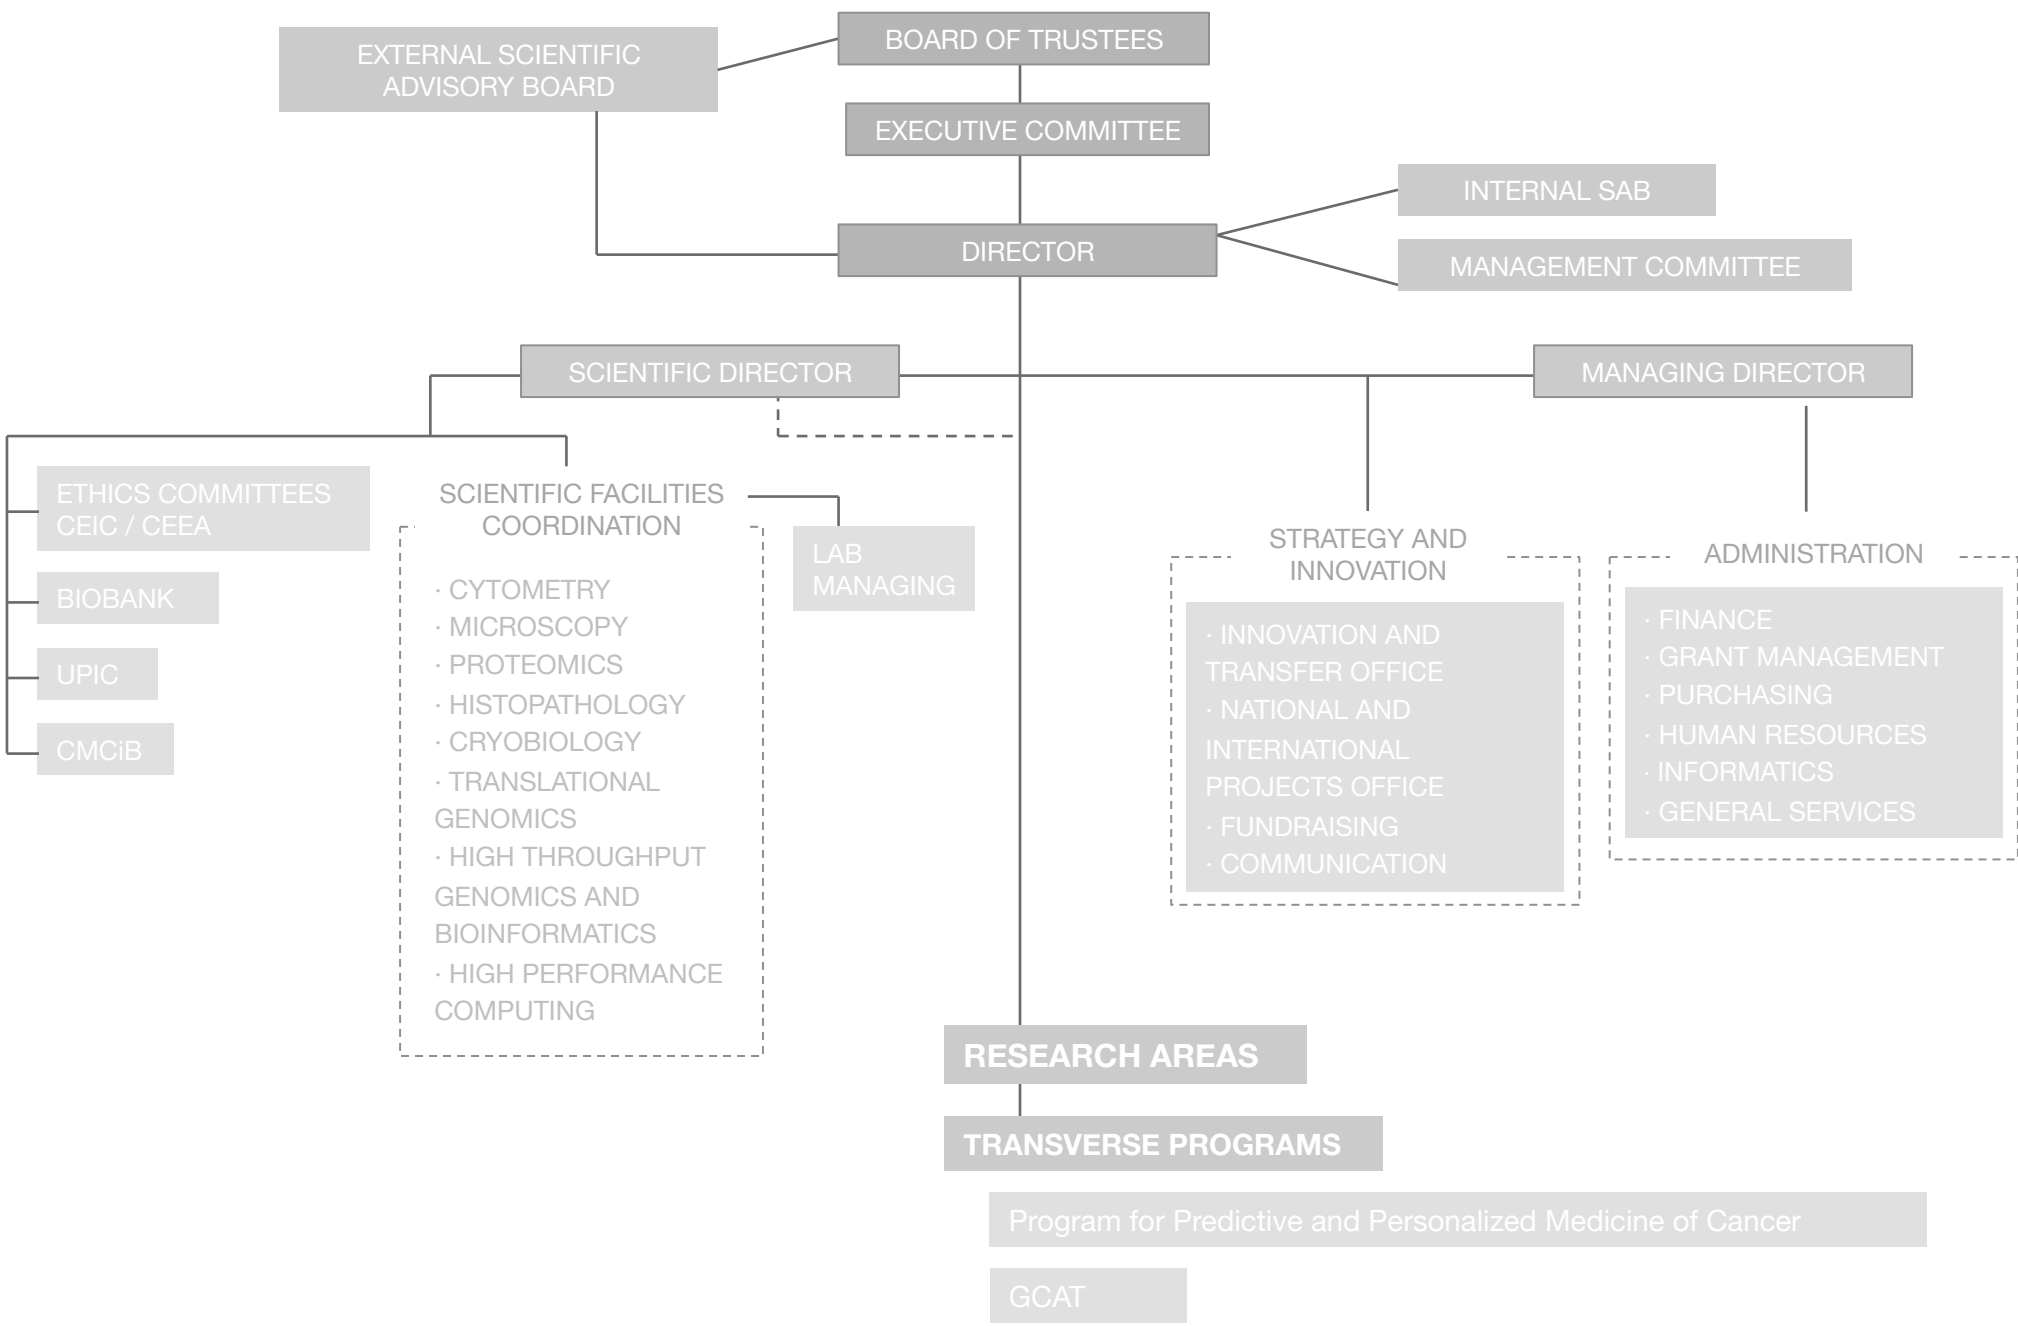 EXTERNAL SCIENTIFIC
ADVISORY BOARD
BOARD OF TRUSTEES
EXECUTIVE COMMITTEE
DIRECTOR
INTERNAL SAB
MANAGEMENT COMMITTEE
SCIENTIFIC DIRECTOR
MANAGING DIRECTOR
ETHICS COMMITTEES
CEIC / CEEA
BIOBANK
UPIC
CMCiB
SCIENTIFIC FACILITIES
COORDINATION
· CYTOMETRY
· MICROSCOPY
· PROTEOMICS
· HISTOPATHOLOGY
· CRYOBIOLOGY
· TRANSLATIONAL
GENOMICS
· HIGH THROUGHPUT
GENOMICS AND
BIOINFORMATICS
· HIGH PERFORMANCE
COMPUTING
LAB
MANAGING
STRATEGY AND
INNOVATION
· INNOVATION AND
TRANSFER OFFICE
· NATIONAL AND
INTERNATIONAL
PROJECTS OFFICE
· FUNDRAISING
· COMMUNICATION
ADMINISTRATION
· FINANCE
· GRANT MANAGEMENT
· PURCHASING
· HUMAN RESOURCES
· INFORMATICS
· GENERAL SERVICES
RESEARCH AREAS
TRANSVERSE PROGRAMS
Program for Predictive and Personalized Medicine of Cancer
GCAT